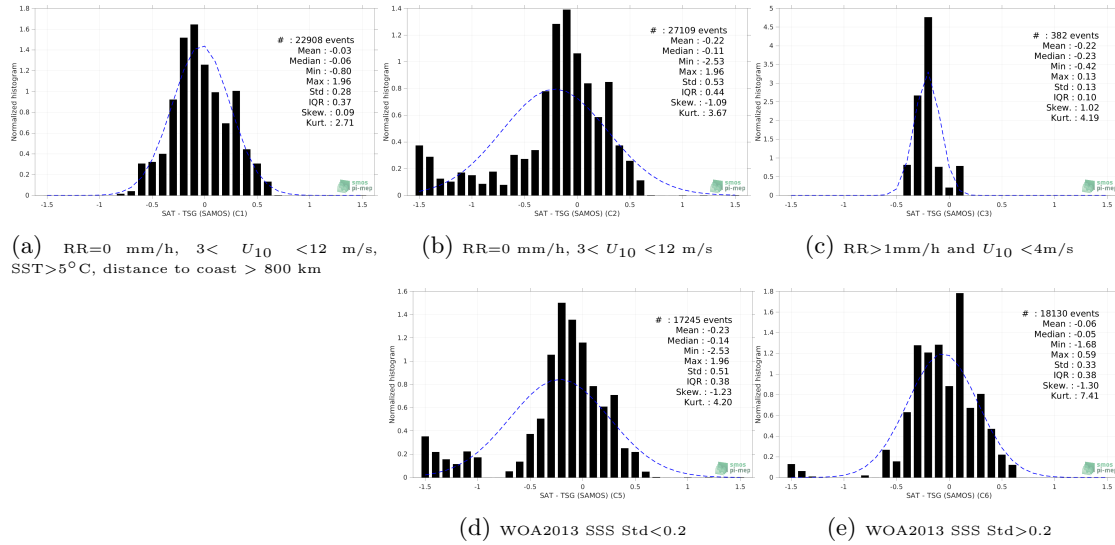 1.8
1.6
1.4
1.2
1
0.8
0.6
0.4
0.2
0
Normalized histogram
# : 22908 events
Mean : -0.03
Median : -0.06
Min : -0.80
Max : 1.96
Std : 0.28
IQR : 0.37
Skew. : 0.09
Kurt. : 2.71
smos
pi-mep
-1.5 -1 -0.5 0 0.5 1 1.5
SAT - TSG (SAMOS) (C1)
(a) RR=0 mm/h, 3< U10 <12 m/s,
SST>5°C, distance to coast > 800 km
1.4
1.2
1
0.8
0.6
0.4
0.2
0
Normalized histogram
# : 27109 events
Mean : -0.22
Median : -0.11
Min : -2.53
Max : 1.96
Std : 0.53
IQR : 0.44
Skew. : -1.09
Kurt. : 3.67
smos
pi-mep
-1.5 -1 -0.5 0 0.5 1 1.5
SAT - TSG (SAMOS) (C2)
(b) RR=0 mm/h, 3< U10 <12 m/s
5
4.5
4
3.5
3
2.5
2
1.5
1
0.5
0
Normalized histogram
# : 382 events
Mean : -0.22
Median : -0.23
Min : -0.42
Max : 0.13
Std : 0.13
IQR : 0.10
Skew. : 1.02
Kurt. : 4.19
smos
pi-mep
-1.5 -1 -0.5 0 0.5 1 1.5
SAT - TSG (SAMOS) (C3)
(c) RR>1mm/h and U10 <4m/s
1.6
1.4
1.2
1
0.8
0.6
0.4
0.2
0
Normalized histogram
# : 17245 events
Mean : -0.23
Median : -0.14
Min : -2.53
Max : 1.96
Std : 0.51
IQR : 0.38
Skew. : -1.23
Kurt. : 4.20
smos
pi-mep
-1.5 -1 -0.5 0 0.5 1 1.5
SAT - TSG (SAMOS) (C5)
(d) WOA2013 SSS Std<0.2
1.8
1.6
1.4
1.2
1
0.8
0.6
0.4
0.2
0
Normalized histogram
# : 18130 events
Mean : -0.06
Median : -0.05
Min : -1.68
Max : 0.59
Std : 0.33
IQR : 0.38
Skew. : -1.30
Kurt. : 7.41
smos
pi-mep
-1.5 -1 -0.5 0 0.5 1 1.5
SAT - TSG (SAMOS) (C6)
(e) WOA2013 SSS Std>0.2